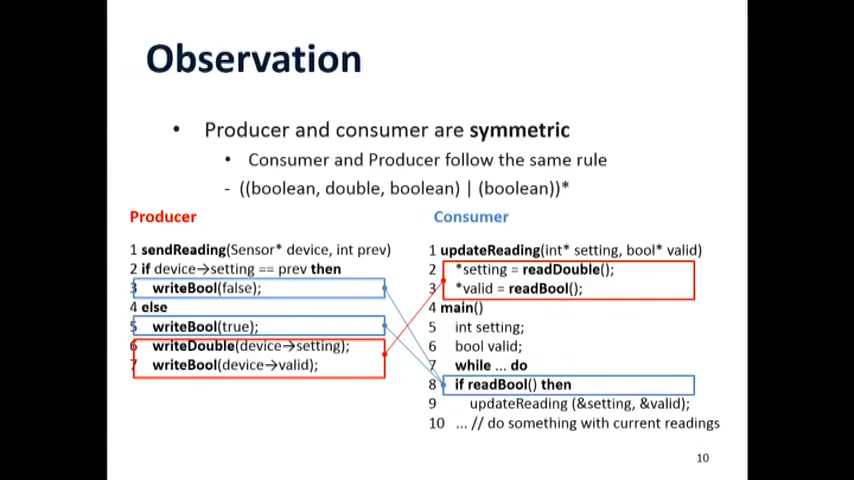 Observation
• Producer and consumer are symmetric
• Consumer and Producer follow the same rule
- ((boolean, double, boolean) | (boolean))*
Producer
1 sendReading(Sensor* device, int prev)
2 if device→setting == prev then
3 writeBool(false);
4 else
5 writeBool(true);
6 writeDouble(device→setting);
7 writeBool(device→valid);
Consumer
1 updateReading(int* setting, bool* valid)
2 *setting = readDouble();
3 *valid = readBool();
4 main()
5 int setting;
6 bool valid;
7 while ... do
8 if readBool() then
9 updateReading (&setting, &valid);
10 ... // do something with current readings
10